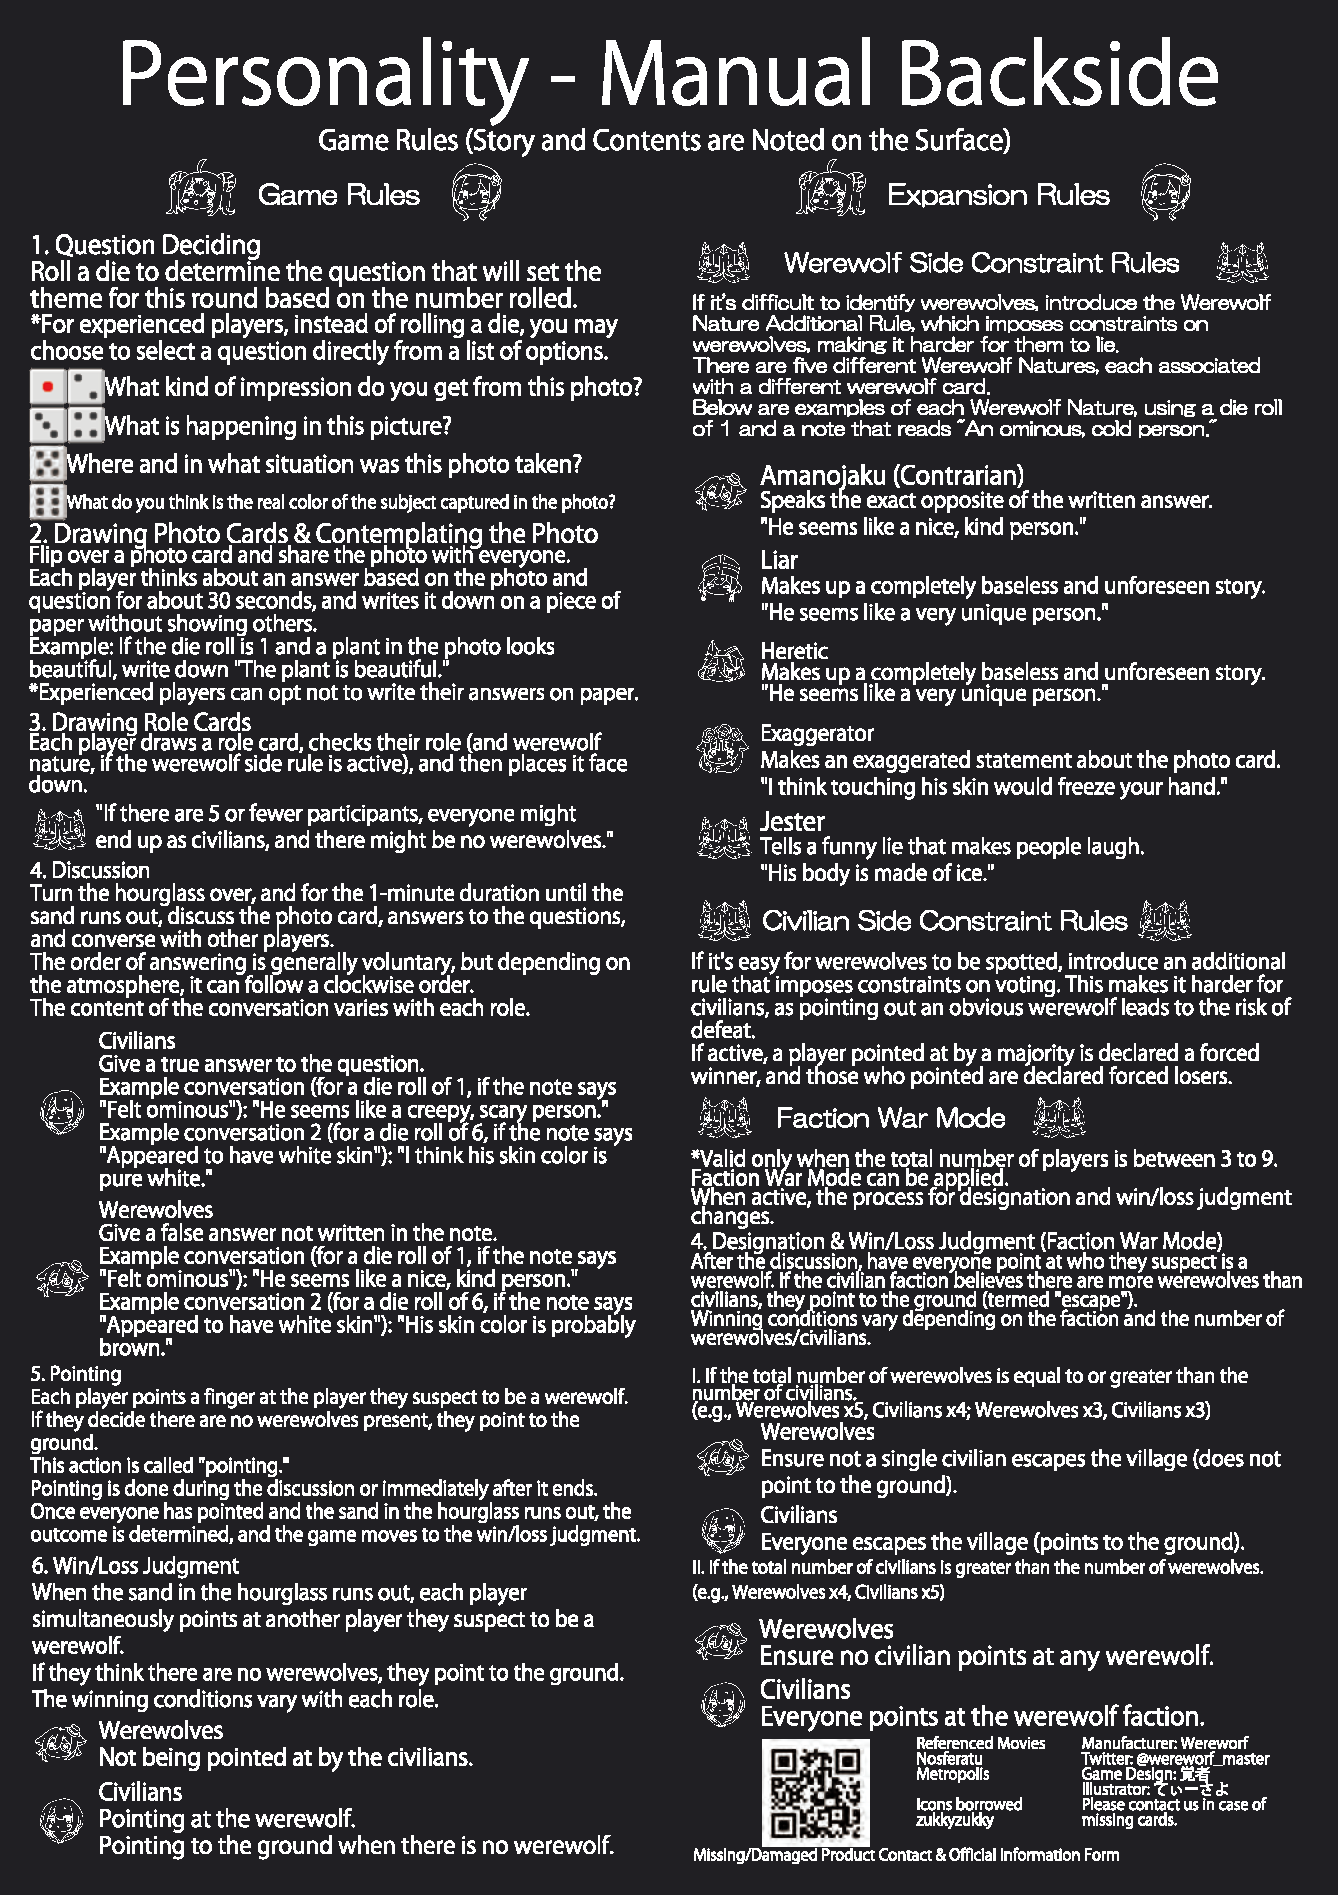 Personality - Manual Backside
Game Rules (Story and Contents are Noted on the Surface)
Game Rules
1. Question Deciding
Roll a die to determine the question that will set the
theme for this round based on the number rolled.
*For experienced players, instead of rolling a die, you may
choose to select a question directly from a list of options.
What kind of impression do you get from this photo?
What is happening in this picture?
Where and in what situation was this photo taken?
What do you think is the real color of the subject captured in the photo?
2. Drawing Photo Cards & Contemplating the Photo
Flip over a photo card and share the photo with everyone.
Each player thinks about an answer based on the photo and
question for about 30 seconds, and writes it down on a piece of
paper without showing others.
Example: If the die roll is 1 and a plant in the photo looks
beautiful, write down "The plant is beautiful."
*Experienced players can opt not to write their answers on paper.
3. Drawing Role Cards
Each player draws a role card, checks their role (and werewolf
nature, if the werewolf side rule is active), and then places it face
down.
"If there are 5 or fewer participants, everyone might
end up as civilians, and there might be no werewolves."
4. Discussion
Turn the hourglass over, and for the 1-minute duration until the
sand runs out, discuss the photo card, answers to the questions,
and converse with other players.
The order of answering is generally voluntary, but depending on
the atmosphere, it can follow a clockwise order.
The content of the conversation varies with each role.
Civilians
Give a true answer to the question.
Example conversation (for a die roll of 1, if the note says
"Felt ominous"): "He seems like a creepy, scary person."
Example conversation 2 (for a die roll of 6, if the note says
"Appeared to have white skin"): "I think his skin color is
pure white."
Werewolves
Give a false answer not written in the note.
Example conversation (for a die roll of 1, if the note says
"Felt ominous"): "He seems like a nice, kind person."
Example conversation 2 (for a die roll of 6, if the note says
"Appeared to have white skin"): "His skin color is probably
brown."
5. Pointing
Each player points a finger at the player they suspect to be a werewolf.
If they decide there are no werewolves present, they point to the
ground.
This action is called "pointing."
Pointing is done during the discussion or immediately after it ends.
Once everyone has pointed and the sand in the hourglass runs out, the
outcome is determined, and the game moves to the win/loss judgment.
6. Win/Loss Judgment
When the sand in the hourglass runs out, each player
simultaneously points at another player they suspect to be a
werewolf.
If they think there are no werewolves, they point to the ground.
The winning conditions vary with each role.
Werewolves
Not being pointed at by the civilians.
Civilians
Pointing at the werewolf.
Pointing to the ground when there is no werewolf.
Expansion Rules
Werewolf Side Constraint Rules
If it's difficult to identify werewolves, introduce the Werewolf
Nature Additional Rule, which imposes constraints on
werewolves, making it harder for them to lie.
There are five different Werewolf Natures, each associated
with a different werewolf card.
Below are examples of each Werewolf Nature, using a die roll
of 1 and a note that reads "An ominous, cold person."
Amanojaku (Contrarian)
Speaks the exact opposite of the written answer.
"He seems like a nice, kind person."
Liar
Makes up a completely baseless and unforeseen story.
"He seems like a very unique person."
Heretic
Makes up a completely baseless and unforeseen story.
"He seems like a very unique person."
Exaggerator
Makes an exaggerated statement about the photo card.
"I think touching his skin would freeze your hand."
Jester
Tells a funny lie that makes people laugh.
"His body is made of ice."
Civilian Side Constraint Rules
If it's easy for werewolves to be spotted, introduce an additional
rule that imposes constraints on voting. This makes it harder for
civilians, as pointing out an obvious werewolf leads to the risk of
defeat.
If active, a player pointed at by a majority is declared a forced
winner, and those who pointed are declared forced losers.
Faction War Mode
*Valid only when the total number of players is between 3 to 9.
Faction War Mode can be applied.
When active, the process for designation and win/loss judgment
changes.
4. Designation & Win/Loss Judgment (Faction War Mode)
After the discussion, have everyone point at who they suspect is a
werewolf. If the civilian faction believes there are more werewolves than
civilians, they point to the ground (termed "escape").
Winning conditions vary depending on the faction and the number of
werewolves/civilians.
I. If the total number of werewolves is equal to or greater than the
number of civilians.
(e.g., Werewolves x5, Civilians x4; Werewolves x3, Civilians x3)
Werewolves
Ensure not a single civilian escapes the village (does not
point to the ground).
Civilians
Everyone escapes the village (points to the ground).
II. If the total number of civilians is greater than the number of werewolves.
(e.g., Werewolves x4, Civilians x5)
Werewolves
Ensure no civilian points at any werewolf.
Civilians
Everyone points at the werewolf faction.
Referenced Movies
Nosferatu
Metropolis
Icons borrowed
zukkyzukky
Manufacturer: Wereworf
Twitter: @wereworf_master
Game Design: 覚者
Illustrator: てぃーさよ
Please contact us in case of
missing cards.
Missing/Damaged Product Contact & Official Information Form